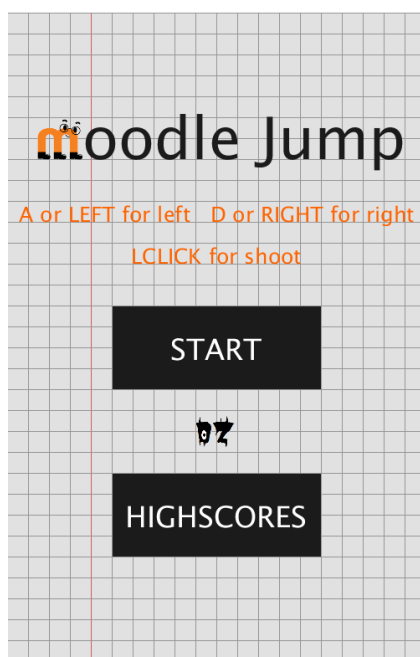 moodle Jump
A or LEFT for left D or RIGHT for right
LCLICK for shoot
START
HIGHSCORES